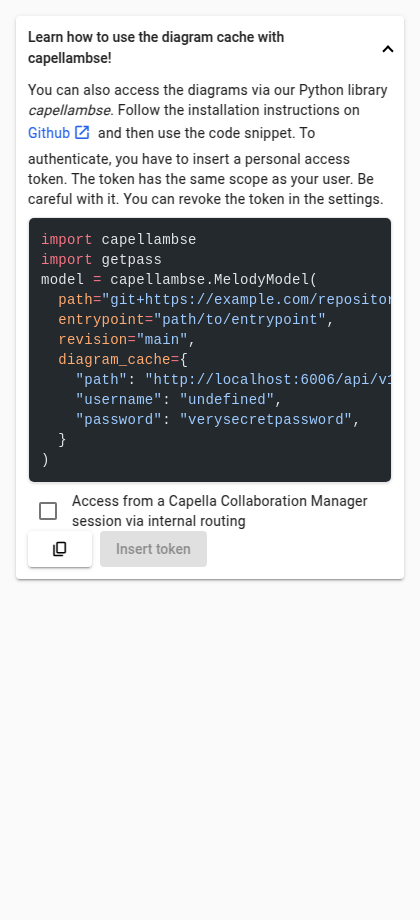 Learn how to use the diagram cache with
capellambse!
You can also access the diagrams via our Python library
capellambse. Follow the installation instructions on
Github and then use the code snippet. To
authenticate, you have to insert a personal access
token. The token has the same scope as your user. Be
careful with it. You can revoke the token in the settings.
import capellambse
import getpass
model = capellambse.MelodyModel(
  path="git+https://example.com/repositor
  entrypoint="path/to/entrypoint",
  revision="main",
  diagram_cache={
    "path": "http://localhost:6006/api/v1
    "username": "undefined",
    "password": "verysecretpassword",
  }
)
Access from a Capella Collaboration Manager
session via internal routing
Insert token